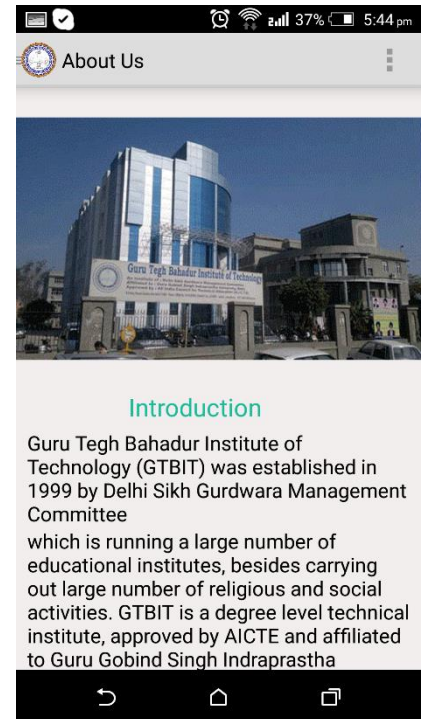 37% 5:44 pm
About Us
Guru Tegh Bahadur Institute of Technology
Introduction
Guru Tegh Bahadur Institute of
Technology (GTBIT) was established in
1999 by Delhi Sikh Gurdwara Management
Committee
which is running a large number of
educational institutes, besides carrying
out large number of religious and social
activities. GTBIT is a degree level technical
institute, approved by AICTE and affiliated
to Guru Gobind Singh Indraprastha